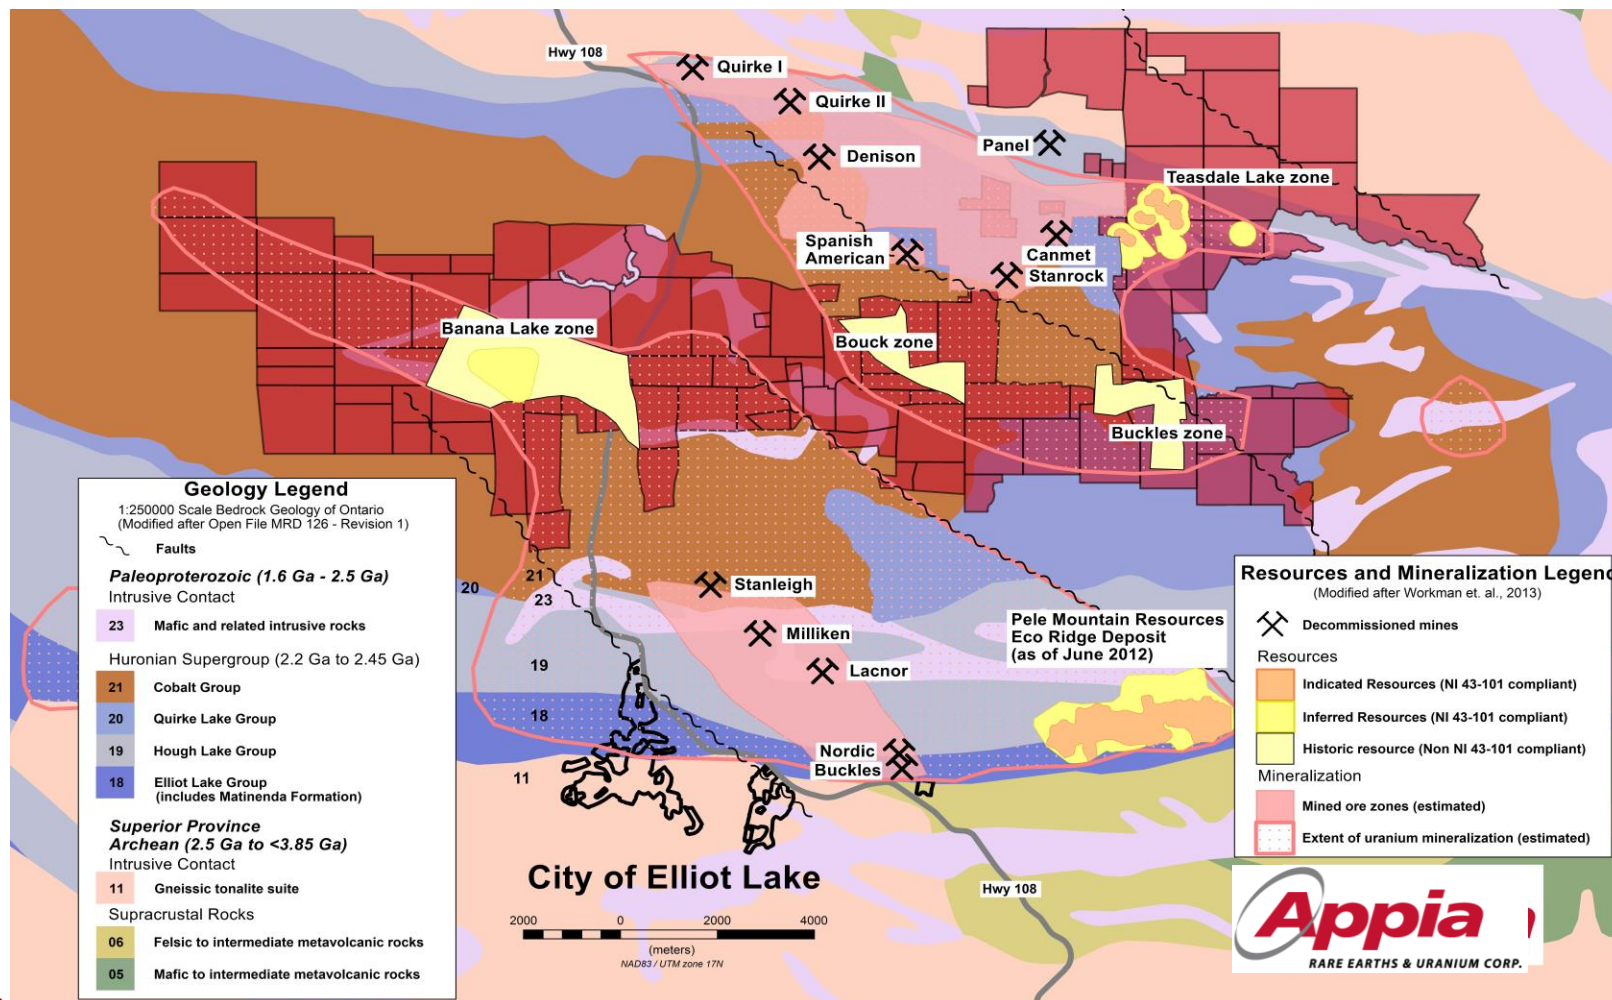 Hwy 108
Quirke I
Quirke II
Panel
Denison
Teasdale Lake zone
Spanish
American
Canmet
Stanrock
Banana Lake zone
Bouck zone
Buckles zone
Geology Legend
1:250000 Scale Bedrock Geology of Ontario
(Modified after Open File MRD 126 - Revision 1)
Faults
Paleoproterozoic (1.6 Ga - 2.5 Ga)
Intrusive Contact
23 Mafic and related intrusive rocks
Huronian Supergroup (2.2 Ga to 2.45 Ga)
21 Cobalt Group
20 Quirke Lake Group
19 Hough Lake Group
18 Elliot Lake Group
(includes Matinenda Formation)
Superior Province
Archean (2.5 Ga to <3.85 Ga)
Intrusive Contact
11 Gneissic tonalite suite
Supracrustal Rocks
06 Felsic to intermediate metavolcanic rocks
05 Mafic to intermediate metavolcanic rocks
20
21
23
19
18
11
Stanleigh
Milliken
Lacnor
Nordic
Buckles
Pele Mountain Resources
Eco Ridge Deposit
(as of June 2012)
City of Elliot Lake
Hwy 108
2000 0 2000 4000
(meters)
NAD83 / UTM zone 17N
Resources and Mineralization Legend
(Modified after Workman et. al., 2013)
Decommissioned mines
Resources
Indicated Resources (NI 43-101 compliant)
Inferred Resources (NI 43-101 compliant)
Historic resource (Non NI 43-101 compliant)
Mineralization
Mined ore zones (estimated)
Extent of uranium mineralization (estimated)
Appia
RARE EARTHS & URANIUM CORP.